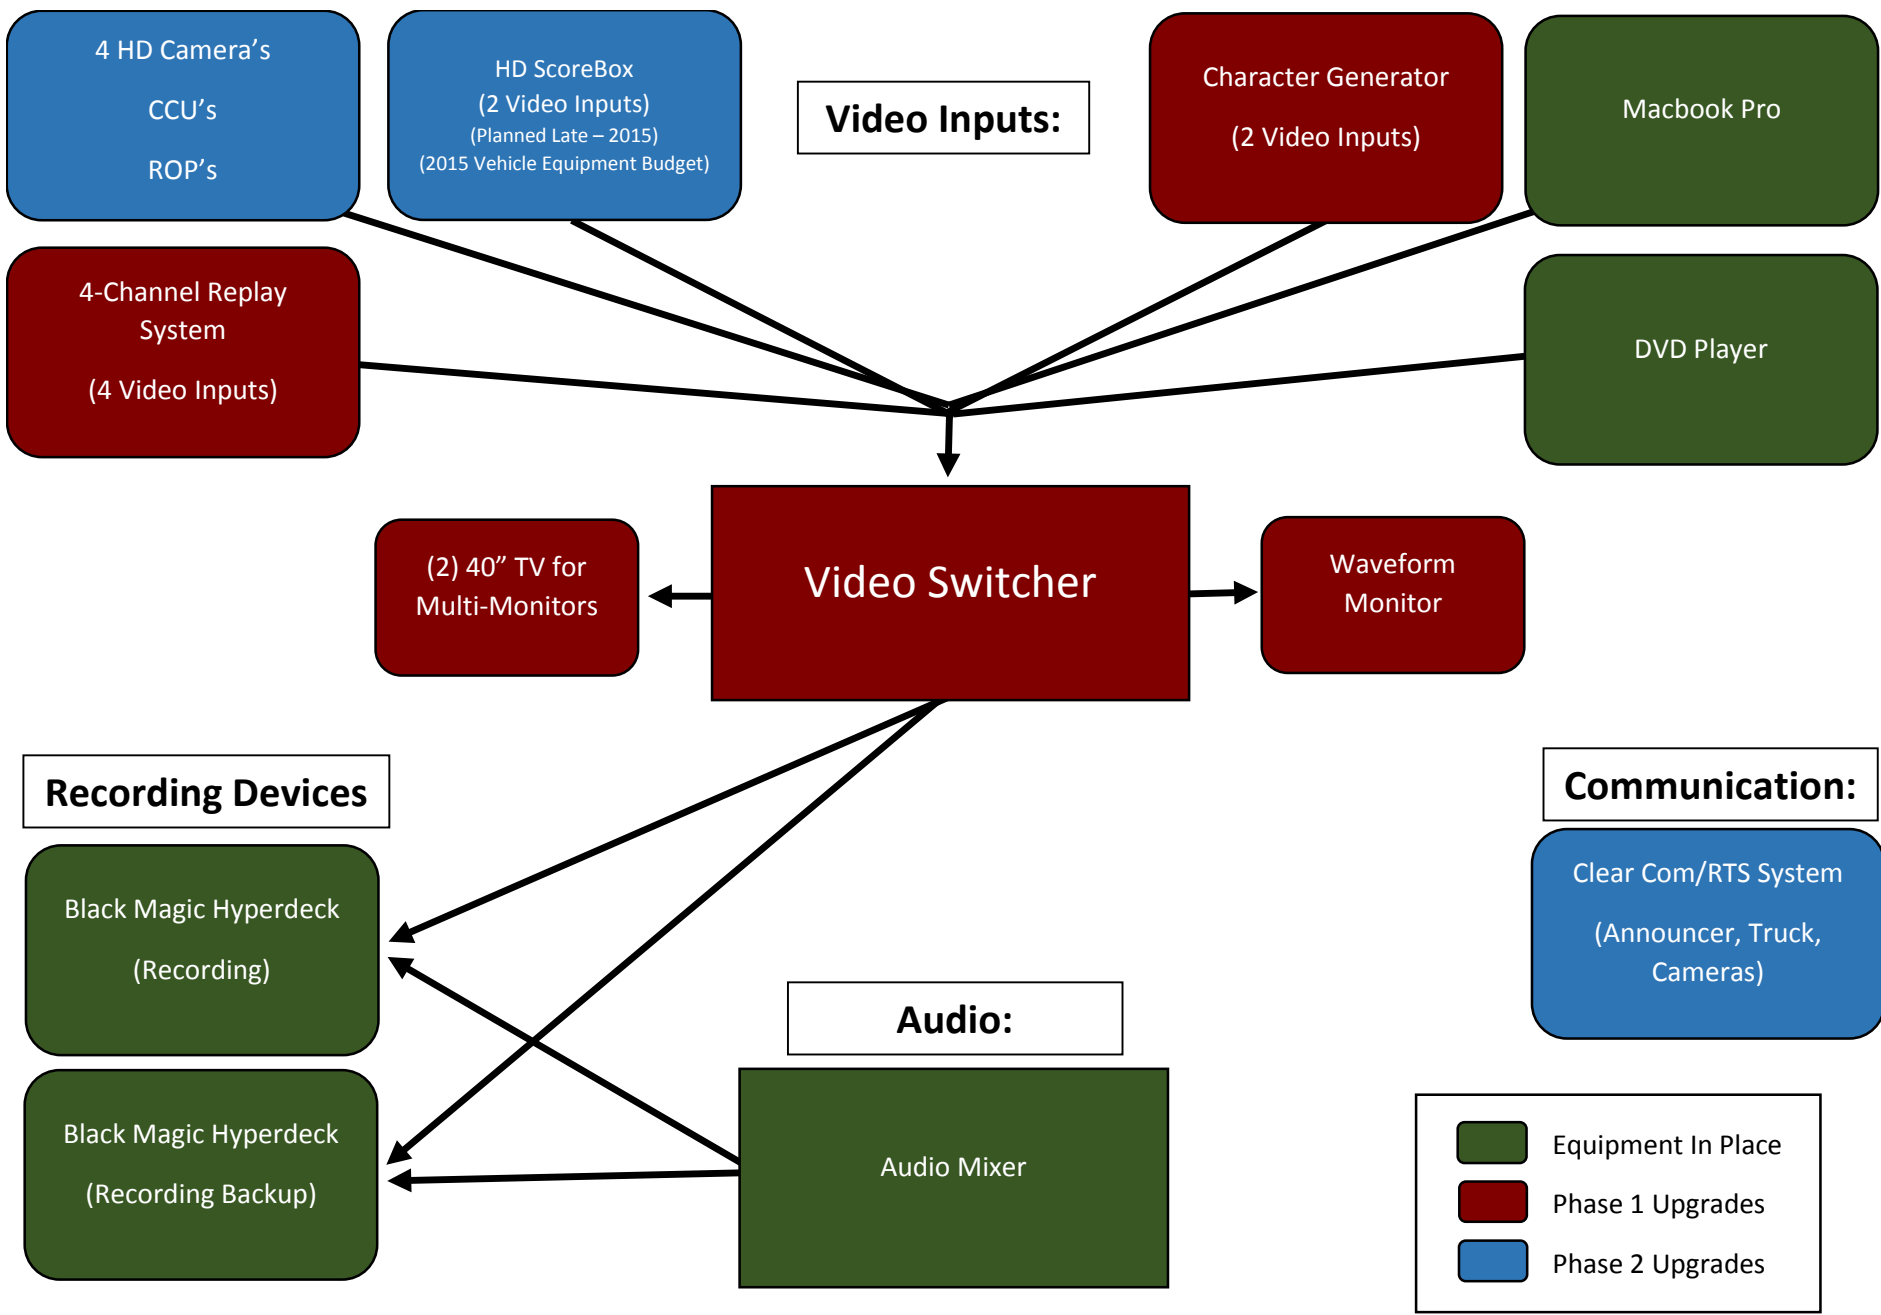 4 HD Camera’s
CCU’s
ROP’s
HD ScoreBox
(2 Video Inputs)
(Planned Late – 2015)
(2015 Vehicle Equipment Budget)
Video Inputs:
Character Generator
(2 Video Inputs)
Macbook Pro
4-Channel Replay
System
(4 Video Inputs)
DVD Player
(2) 40” TV for
Multi-Monitors
Video Switcher
Waveform
Monitor
Recording Devices
Black Magic Hyperdeck
(Recording)
Black Magic Hyperdeck
(Recording Backup)
Audio:
Audio Mixer
Communication:
Clear Com/RTS System
(Announcer, Truck,
Cameras)
Equipment In Place
Phase 1 Upgrades
Phase 2 Upgrades